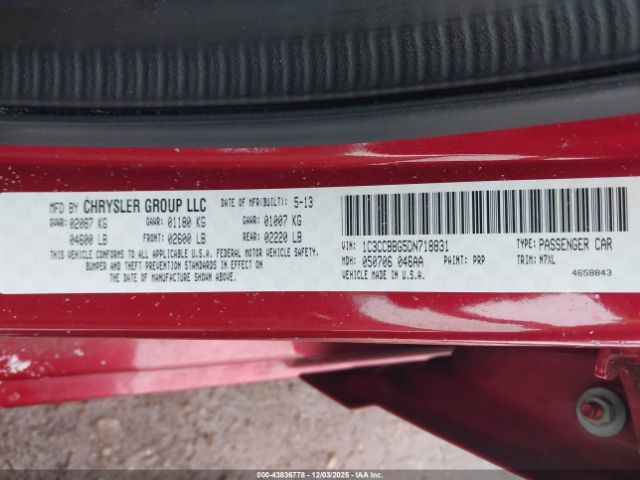 MFD BY CHRYSLER GROUP LLC DATE OF MFR(BUILT): 5-13
GVWR: 02087 KG GAWR: 01180 KG GAWR: 01007 KG
04600 LB FRONT: 02600 LB REAR: 02220 LB
THIS VEHICLE CONFORMS TO ALL APPLICABLE U.S.A. FEDERAL MOTOR VEHICLE SAFETY,
BUMPER AND THEFT PREVENTION STANDARDS IN EFFECT ON
THE DATE OF MANUFACTURE SHOWN ABOVE.
VIN: 1C3CCBBG5DN718831 TYPE: PASSENGER CAR
MDH: 050706 046AA PAINT: PRP TRIM: N7XL
VEHICLE MADE IN U.S.A. 4658843
000-43836778 - 12/03/2025 - IAAI.COM